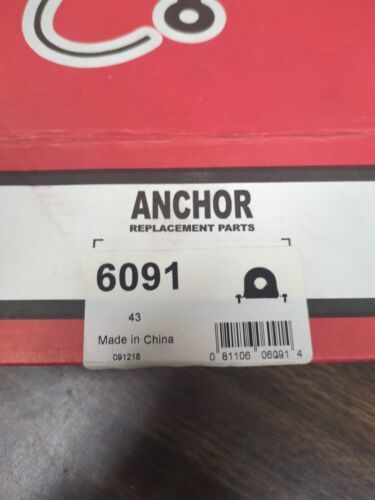 ANCHOR
REPLACEMENT PARTS
6091
43
Made in China
091218
0 81106 06091 4